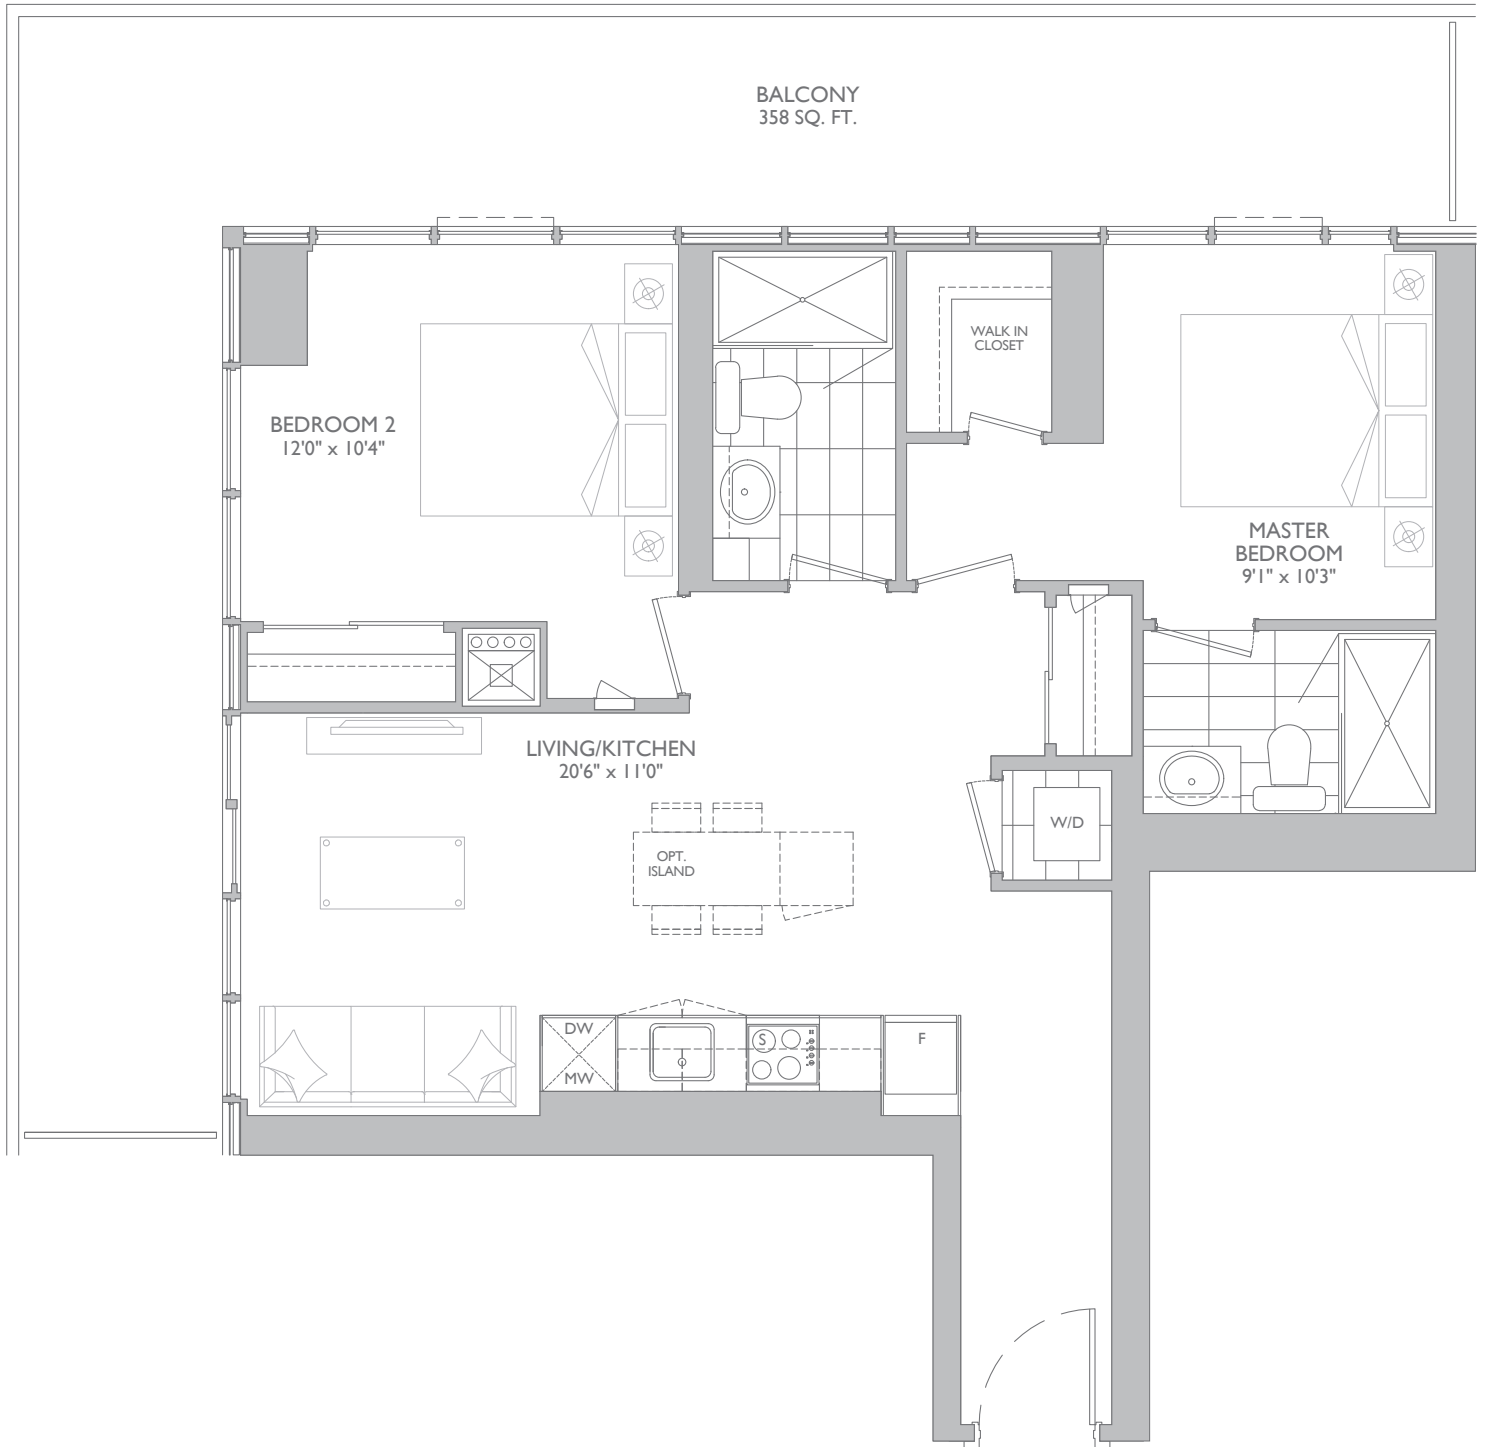 BALCONY
358 SQ. FT.
WALK IN
CLOSET
BEDROOM 2
12'0" x 10'4"
MASTER
BEDROOM
9'1" x 10'3"
LIVING/KITCHEN
20'6" x 11'0"
W/D
OPT.
ISLAND
DW
MW
S
F